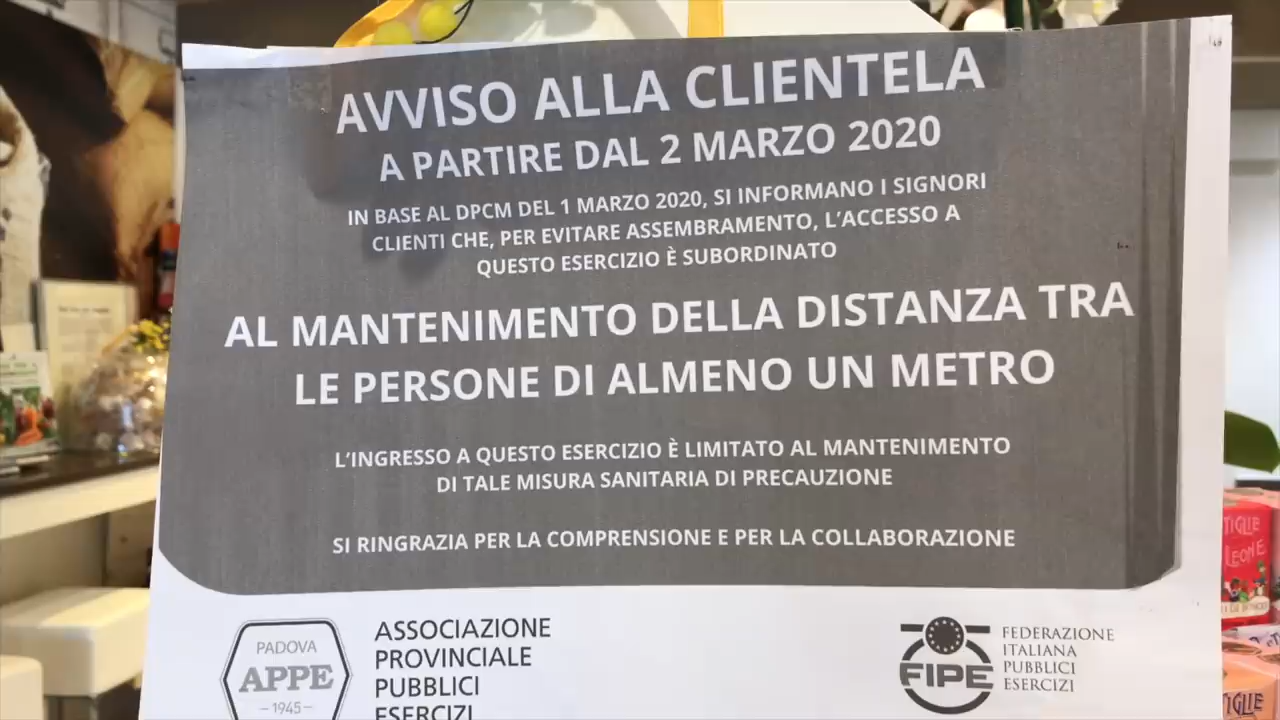 AVVISO ALLA CLIENTELA
A PARTIRE DAL 2 MARZO 2020
IN BASE AL DPCM DEL 1 MARZO 2020, SI INFORMANO I SIGNORI
CLIENTI CHE, PER EVITARE ASSEMBRAMENTO, L'ACCESSO A
QUESTO ESERCIZIO È SUBORDINATO
AL MANTENIMENTO DELLA DISTANZA TRA
LE PERSONE DI ALMENO UN METRO
L'INGRESSO A QUESTO ESERCIZIO È LIMITATO AL MANTENIMENTO
DI TALE MISURA SANITARIA DI PRECAUZIONE
SI RINGRAZIA PER LA COMPRENSIONE E PER LA COLLABORAZIONE
PADOVA
APPE
-1945-
ASSOCIAZIONE
PROVINCIALE
PUBBLICI
ESERCIZI
FIPE
FEDERAZIONE
ITALIANA
PUBBLICI
ESERCIZI
TIGLIE
LEONE
TIGLIE